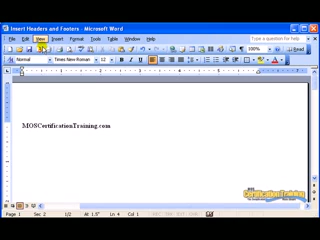 Insert Headers and Footers - Microsoft Word
File Edit View Insert Format Tools Table Window Help
Type a question for help
100% Read
Normal Times New Roman 12 B I U
MOSCertificationTraining.com
Page 1 Sec 2 1/2 At 1.5" Ln 4 Col 1